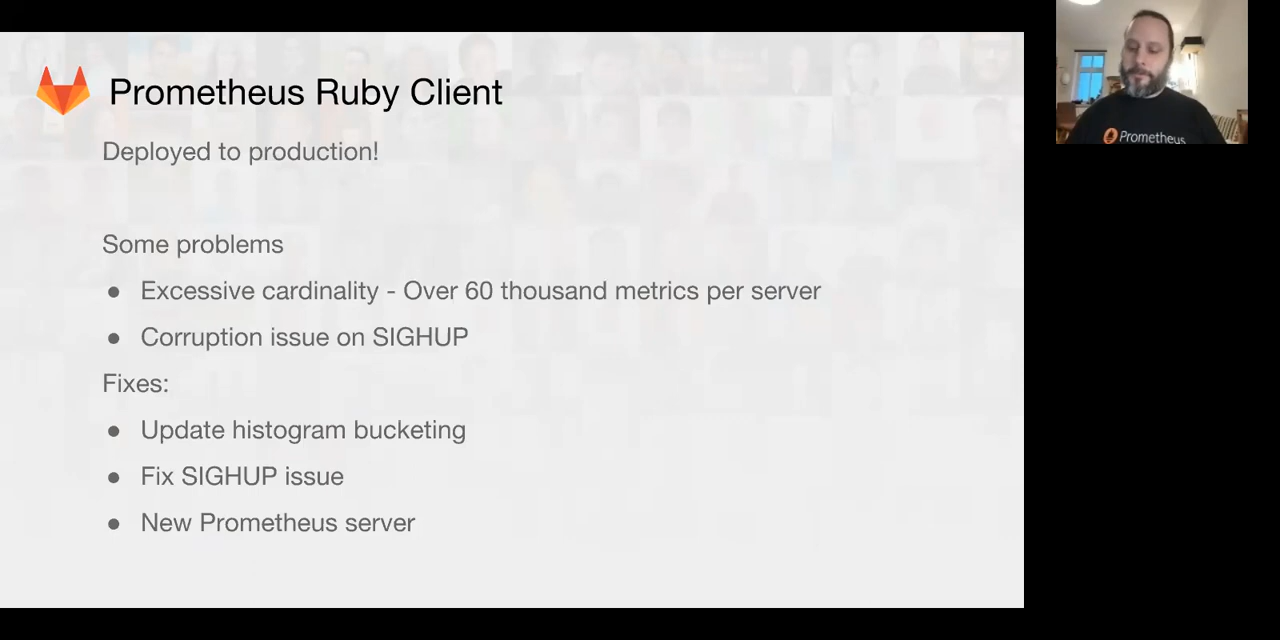 Prometheus Ruby Client
Deployed to production!
Some problems
● Excessive cardinality - Over 60 thousand metrics per server
● Corruption issue on SIGHUP
Fixes:
● Update histogram bucketing
● Fix SIGHUP issue
● New Prometheus server
Prometheus